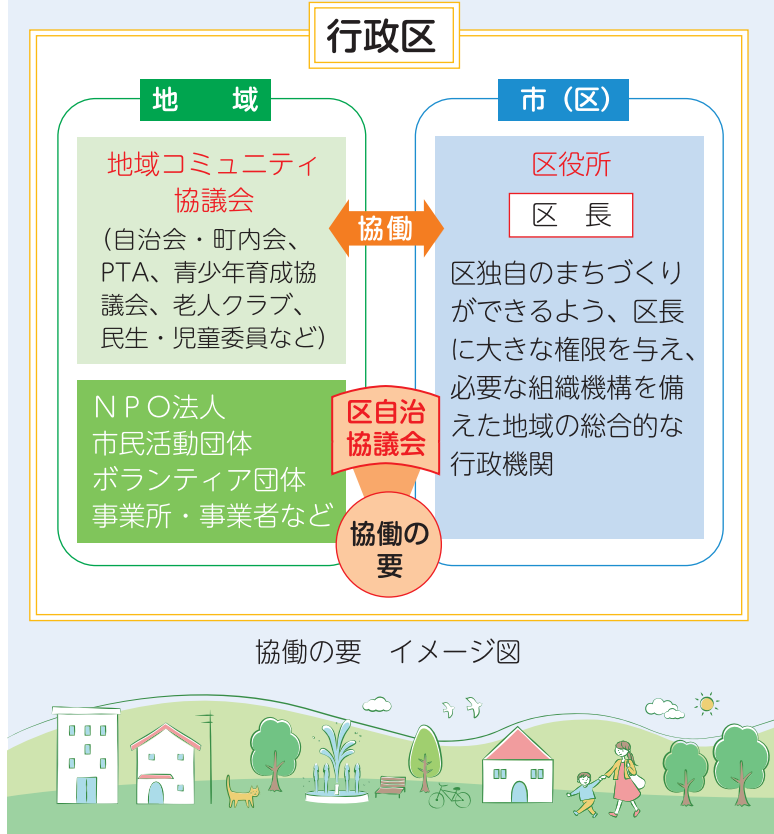 行政区
地　域
地域コミュニティ
協議会
（自治会・町内会、
PTA、青少年育成協
議会、老人クラブ、
民生・児童委員など）
ＮＰＯ法人
市民活動団体
ボランティア団体
事業所・事業者など
協働
市（区）
区役所
区　長
区独自のまちづくり
ができるよう、区長
に大きな権限を与え、
必要な組織機構を備
えた地域の総合的な
行政機関
区自治
協議会
協働の
要
協働の要　イメージ図